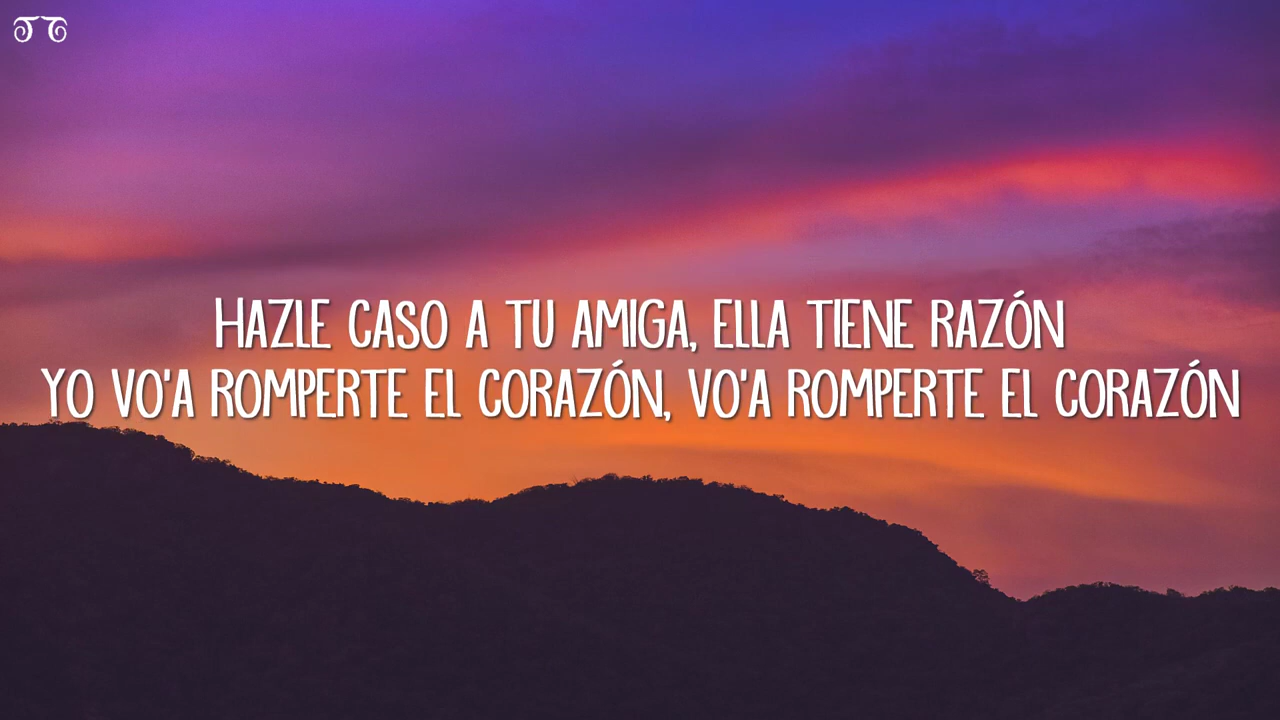 HAZLE CASO A TU AMIGA, ELLA TIENE RAZÓN
YO VO'A ROMPERTE EL CORAZÓN, VO'A ROMPERTE EL CORAZÓN